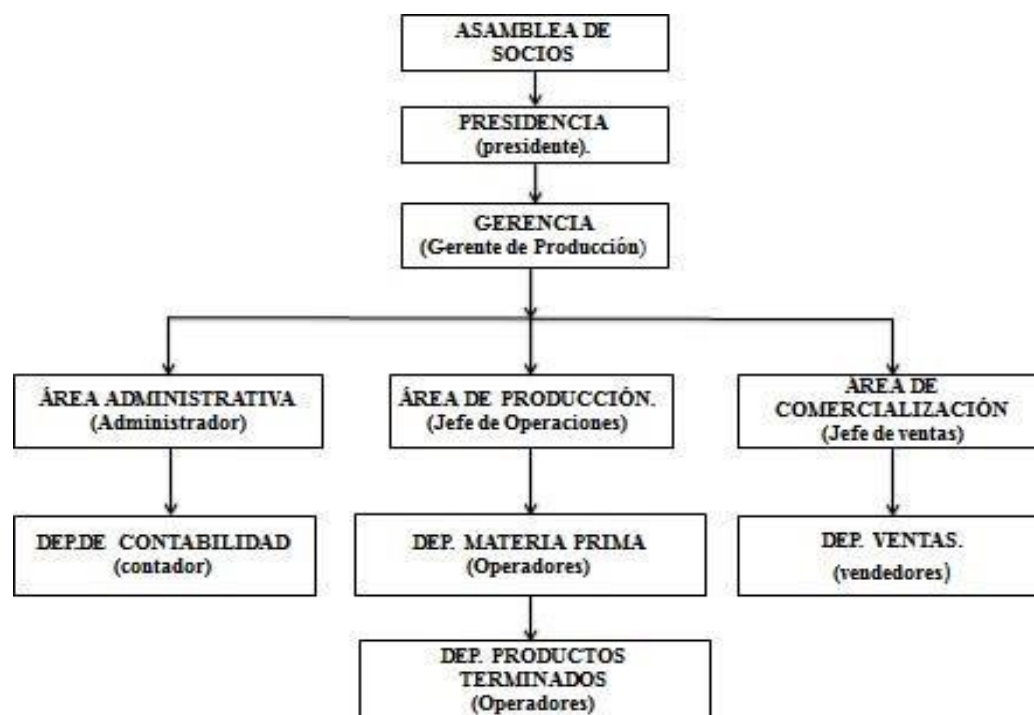 ASAMBLEA DE
SOCIOS
PRESIDENCIA
(presidente).
GERENCIA
(Gerente de Producción)
ÁREA ADMINISTRATIVA
(Administrador)
ÁREA DE PRODUCCIÓN.
(Jefe de Operaciones)
ÁREA DE
COMERCIALIZACIÓN
(Jefe de ventas)
DEP.DE CONTABILIDAD
(contador)
DEP. MATERIA PRIMA
(Operadores)
DEP. VENTAS.
(vendedores)
DEP. PRODUCTOS
TERMINADOS
(Operadores)